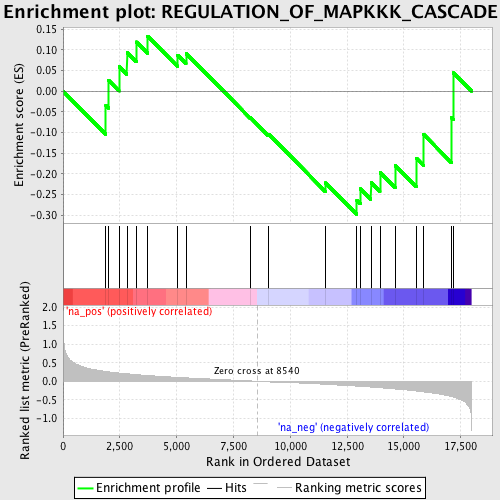 Enrichment plot: REGULATION_OF_MAPKKK_CASCADE
Enrichment score (ES)
0.15
0.10
0.05
0.00
-0.05
-0.10
-0.15
-0.20
-0.25
-0.30
'na_pos' (positively correlated)
Ranked list metric (PreRanked)
2.0
1.5
1.0
0.5
0.0
-0.5
-1.0
Zero cross at 8540
'na_neg' (negatively correlated)
0 2,500 5,000 7,500 10,000 12,500 15,000 17,500
Rank in Ordered Dataset
Enrichment profile Hits Ranking metric scores